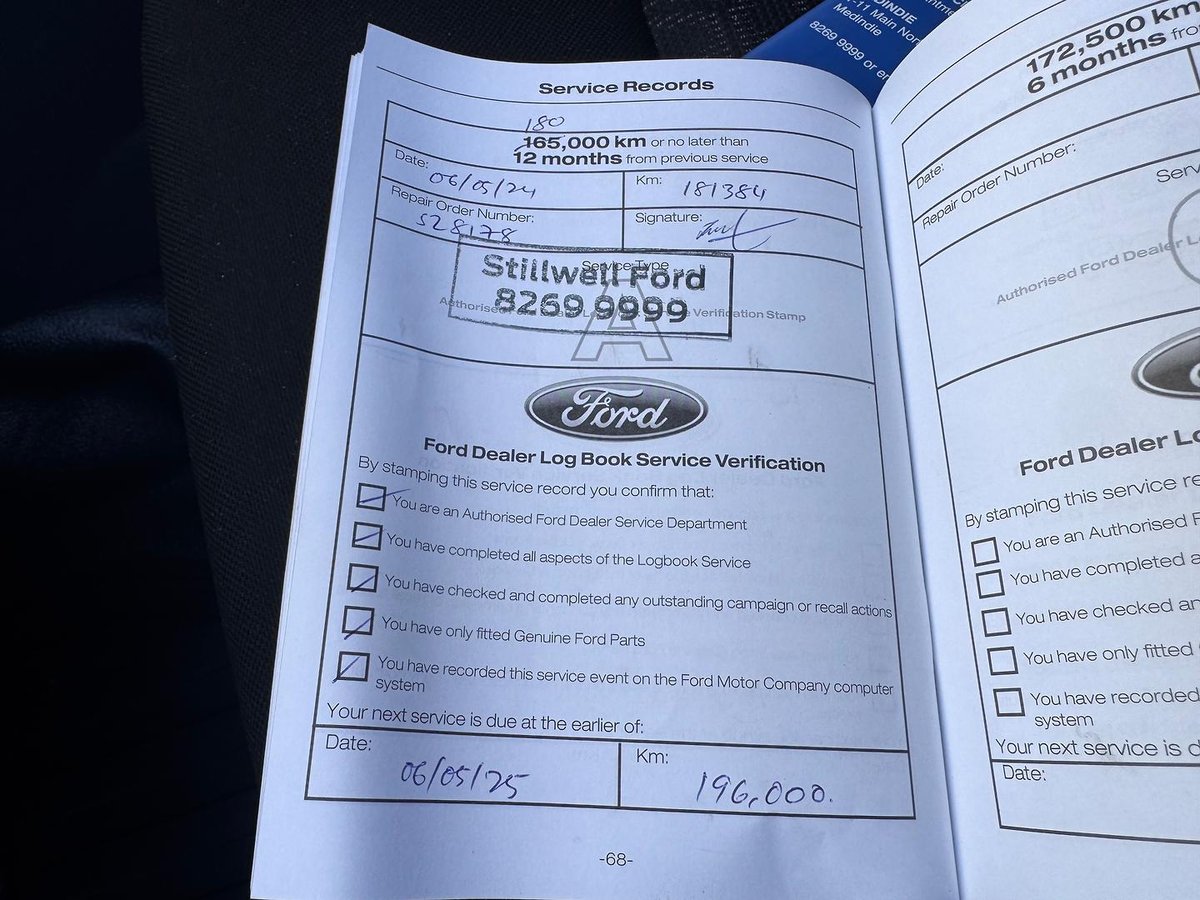 Service Records
180
165,000 km or no later than
12 months from previous service
Date: 06/05/24
Km: 181384
Repair Order Number: 528178
Signature:
Service Type
A
Stillwell Ford
8269 9999
Authorised Verification Stamp
Ford
Ford Dealer Log Book Service Verification
By stamping this service record you confirm that:
You are an Authorised Ford Dealer Service Department
You have completed all aspects of the Logbook Service
You have checked and completed any outstanding campaign or recall actions
You have only fitted Genuine Ford Parts
You have recorded this service event on the Ford Motor Company computer
system
Your next service is due at the earlier of:
Date: 06/05/25
Km: 196,000.
-68-
-11 Main Nor
Medindie
8269 9999 or
172,500 km
6 months fro
Date:
Repair Order Number:
Serv
Authorised Ford Dealer L
Ford Dealer Lo
By stamping this service re
You are an Authorised F
You have completed a
You have checked an
You have only fitted
You have recorded
system
Your next service is d
Date: